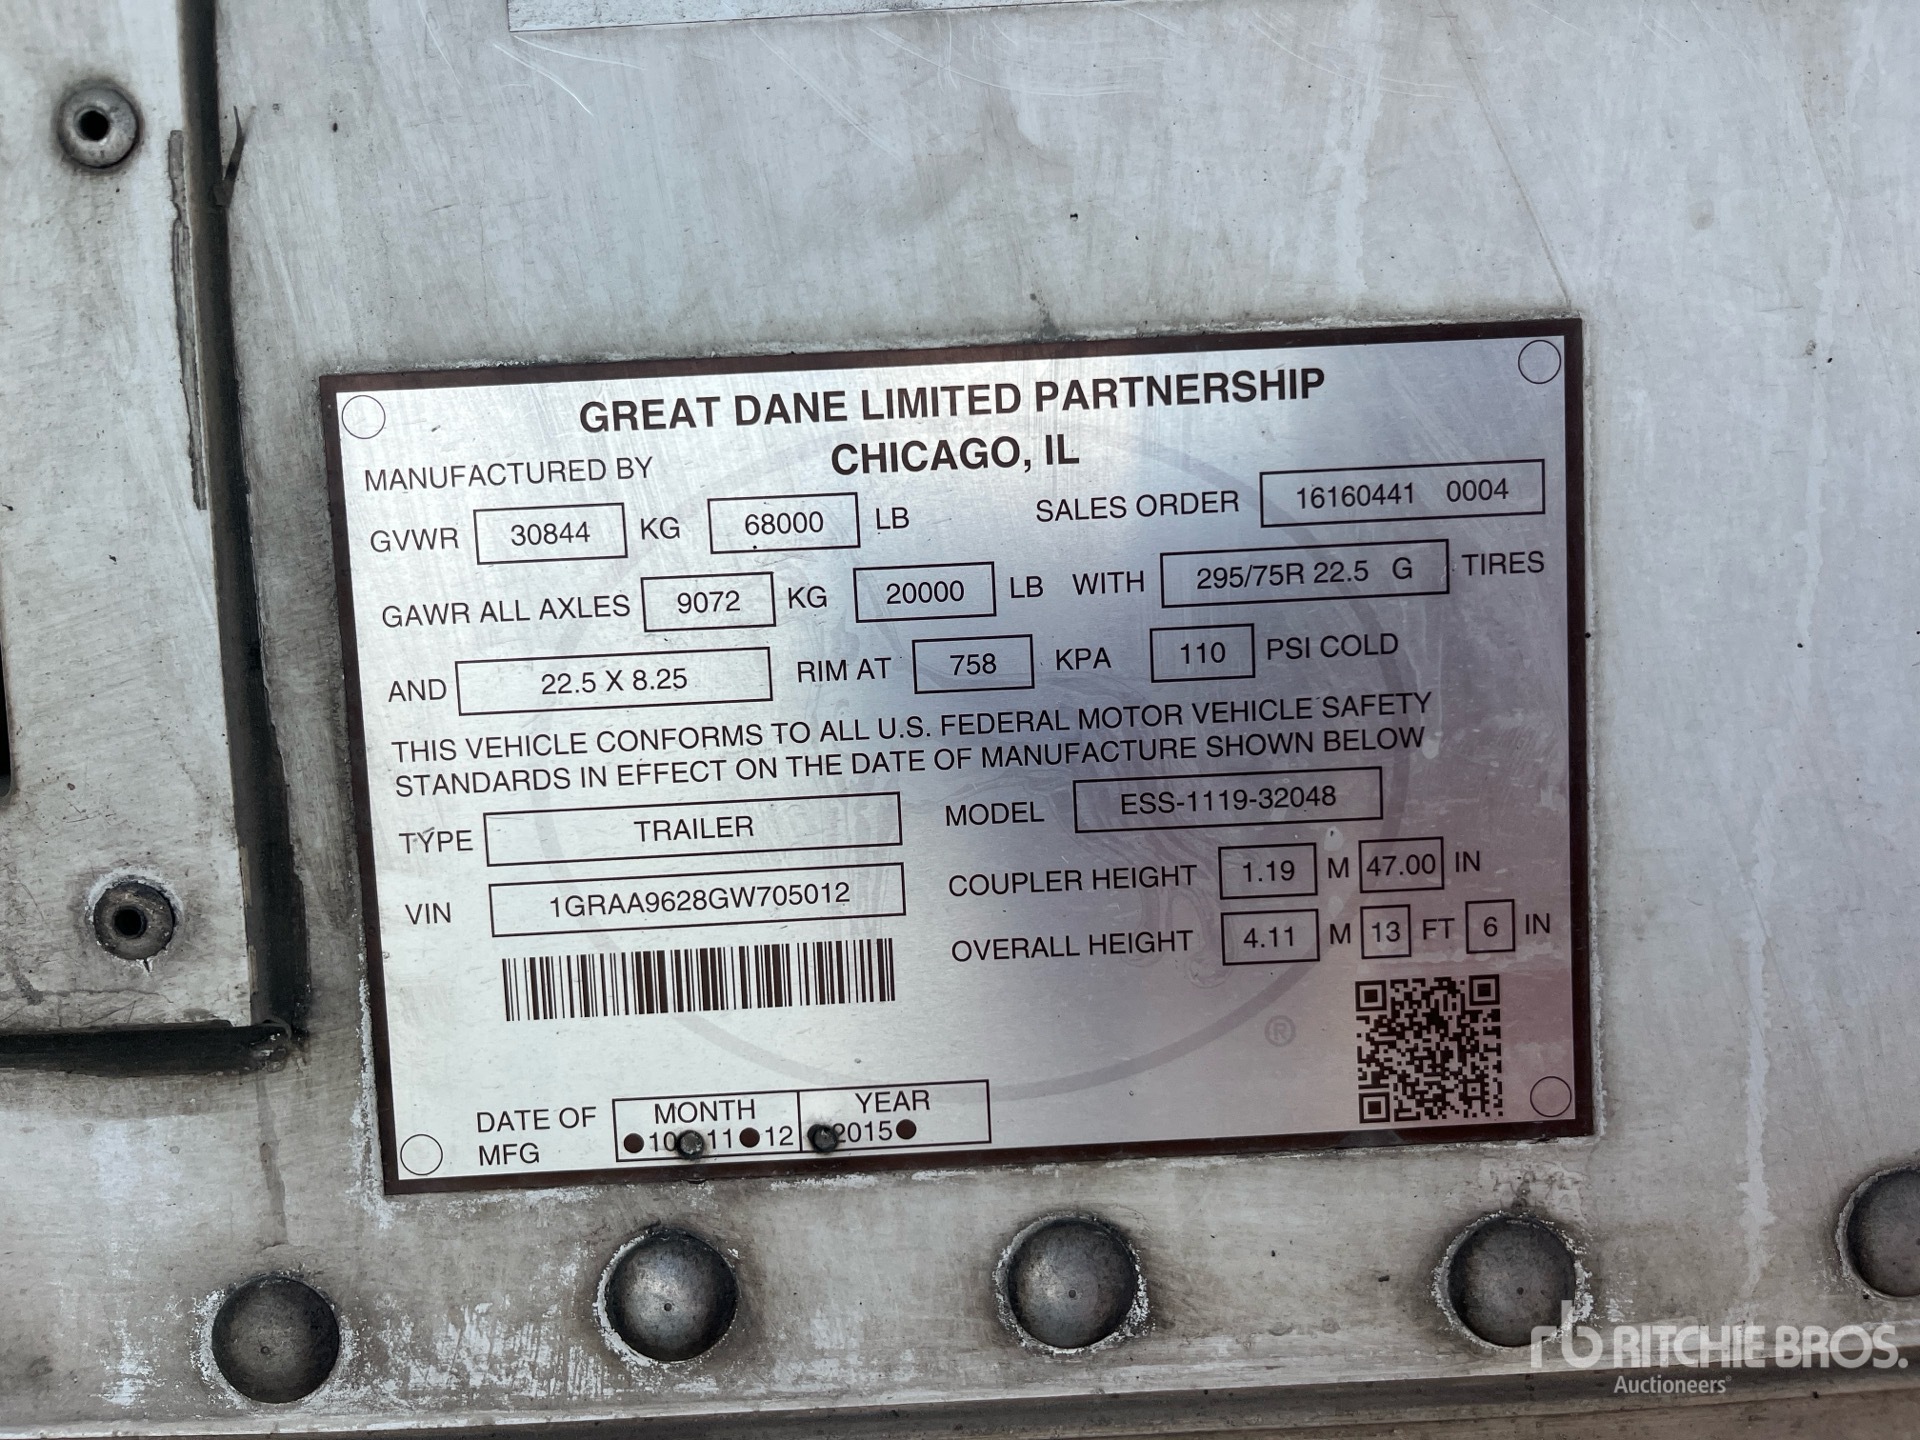 GREAT DANE LIMITED PARTNERSHIP
MANUFACTURED BY CHICAGO, IL
GVWR 30844 KG 68000 LB SALES ORDER 16160441 0004
GAWR ALL AXLES 9072 KG 20000 LB WITH 295/75R 22.5 G TIRES
AND 22.5 X 8.25 RIM AT 758 KPA 110 PSI COLD
THIS VEHICLE CONFORMS TO ALL U.S. FEDERAL MOTOR VEHICLE SAFETY
STANDARDS IN EFFECT ON THE DATE OF MANUFACTURE SHOWN BELOW
TYPE TRAILER MODEL ESS-1119-32048
VIN 1GRAA9628GW705012 COUPLER HEIGHT 1.19 M 47.00 IN
OVERALL HEIGHT 4.11 M 13 FT 6 IN
®
DATE OF MFG MONTH YEAR
10 11 12 2015
rb RITCHIE BROS.
Auctioneers